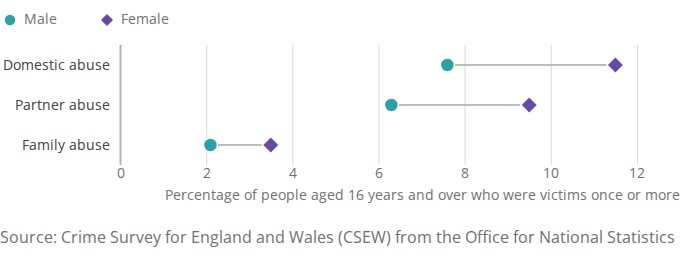 Male Female
Domestic abuse
Partner abuse
Family abuse
0 2 4 6 8 10 12
Percentage of people aged 16 years and over who were victims once or more
Source: Crime Survey for England and Wales (CSEW) from the Office for National Statistics